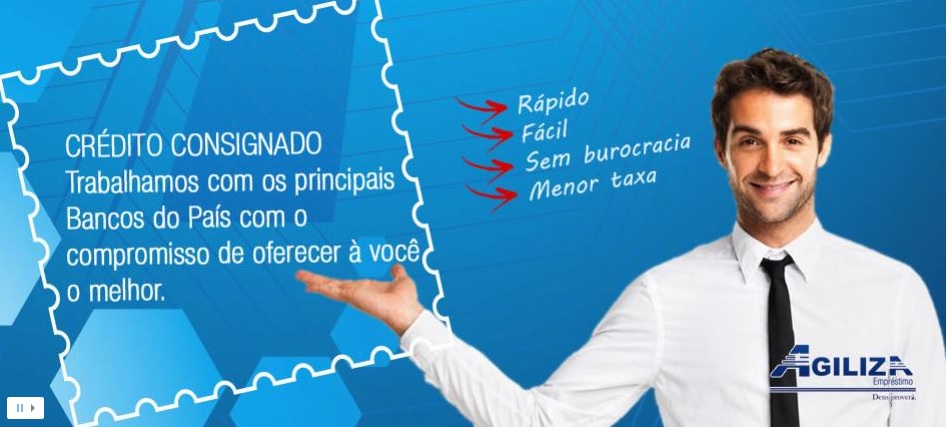 CRÉDITO CONSIGNADO
Trabalhamos com os principais
Bancos do País com o
compromisso de oferecer à você
o melhor.
Rápido
Fácil
Sem burocracia
Menor taxa
AGILIZA
Empréstimo
Deus proverá.